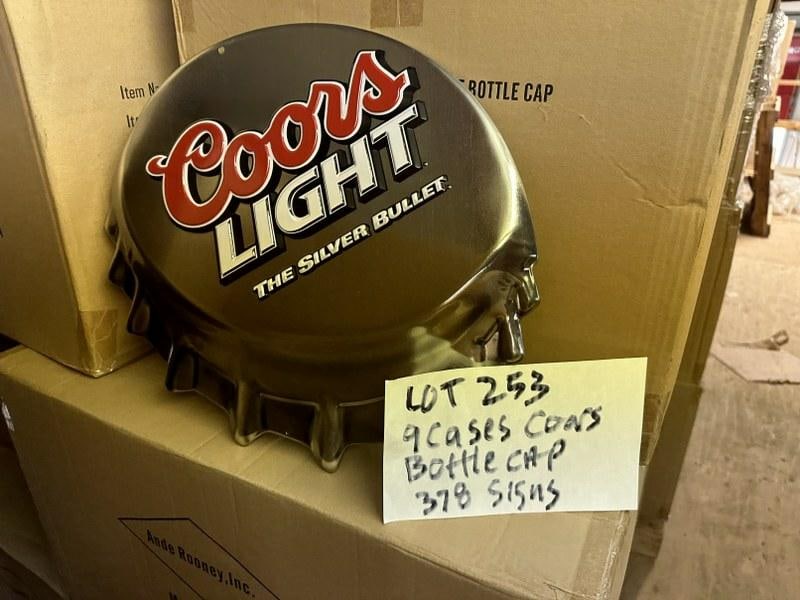 Item
BOTTLE CAP
Coors
LIGHT
THE SILVER BULLET
LOT 253
9 Cases Coors
Bottle CAP
378 Signs
Ande Rooney, Inc.